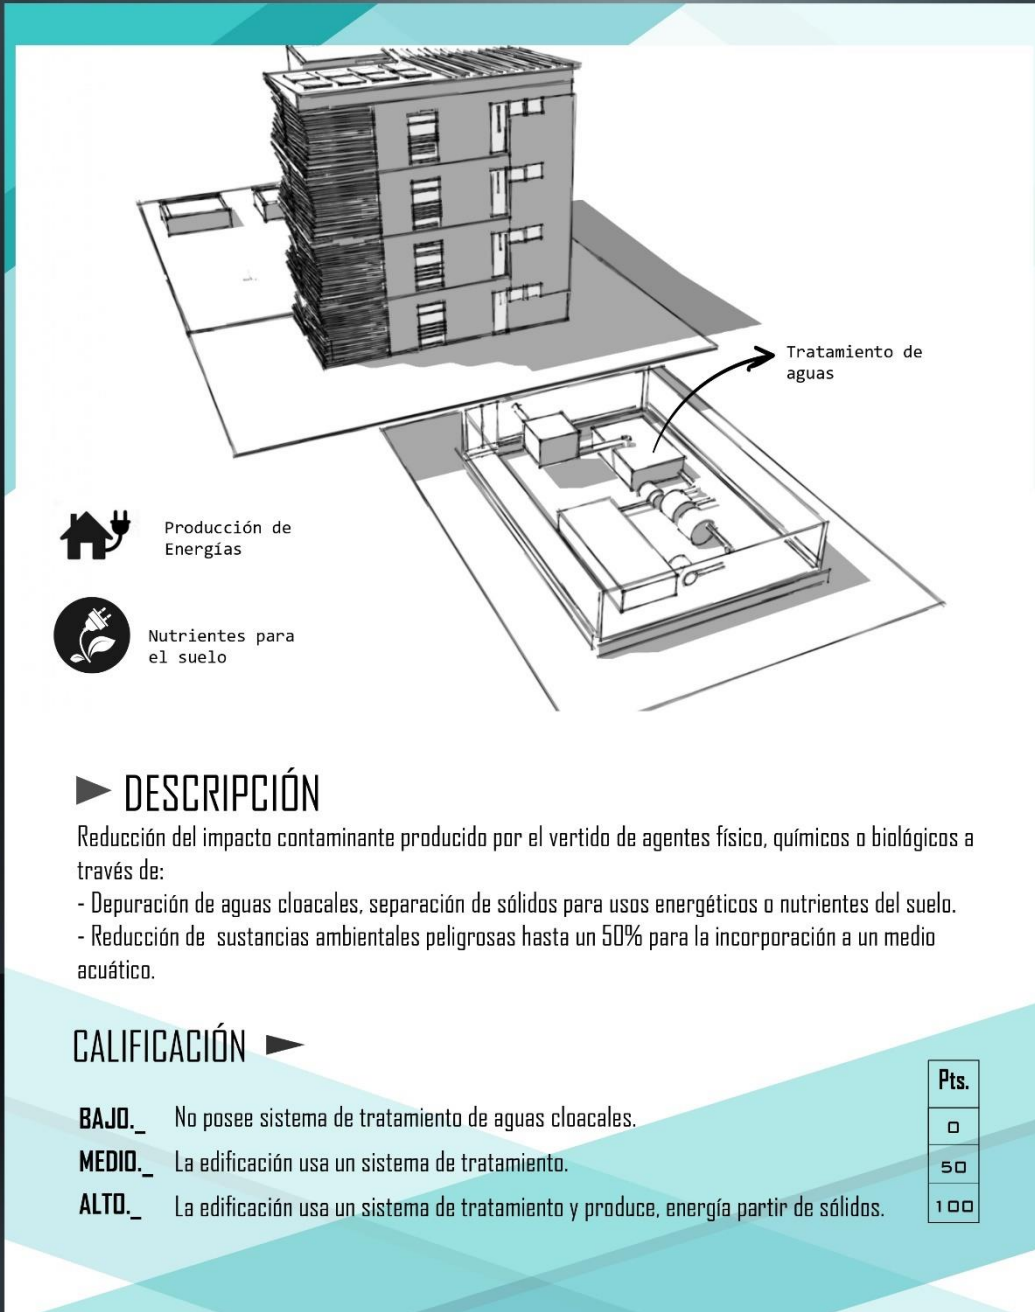 Tratamiento de
aguas
Producción de
Energías
Nutrientes para
el suelo
DESCRIPCIÓN
Reducción del impacto contaminante producido por el vertido de agentes físico, químicos o biológicos a
través de:
- Depuración de aguas cloacales, separación de sólidos para usos energéticos o nutrientes del suelo.
- Reducción de  sustancias ambientales peligrosas hasta un 50% para la incorporación a un medio
acuático.
CALIFICACIÓN
Pts.
BAJO._ No posee sistema de tratamiento de aguas cloacales. 0
MEDIO._ La edificación usa un sistema de tratamiento. 50
ALTO._ La edificación usa un sistema de tratamiento y produce, energía partir de sólidos. 100